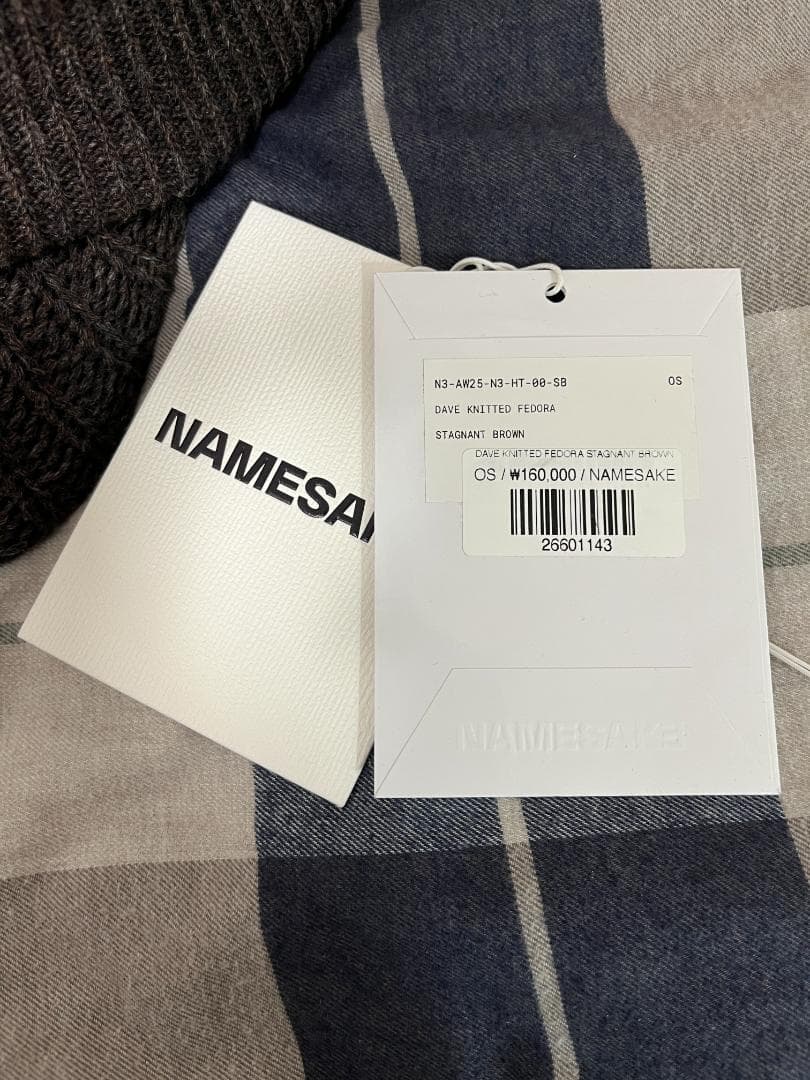 NAMESA
N3-AW25-N3-HT-00-SB OS
DAVE KNITTED FEDORA
STAGNANT BROWN
DAVE KNITTED FEDORA STAGNANT BROWN
OS / ₩160,000 / NAMESAKE
26601143
NAMESAKE